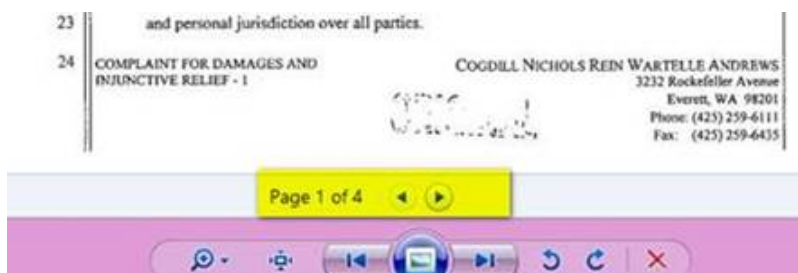 23 and personal jurisdiction over all parties.
24 COMPLAINT FOR DAMAGES AND
INJUNCTIVE RELIEF - 1
COGDILL NICHOLS REIN WARTELLE ANDREWS
3232 Rockefeller Avenue
Everett, WA 98201
Phone: (425) 259-6111
Fax: (425) 259-6435
Page 1 of 4